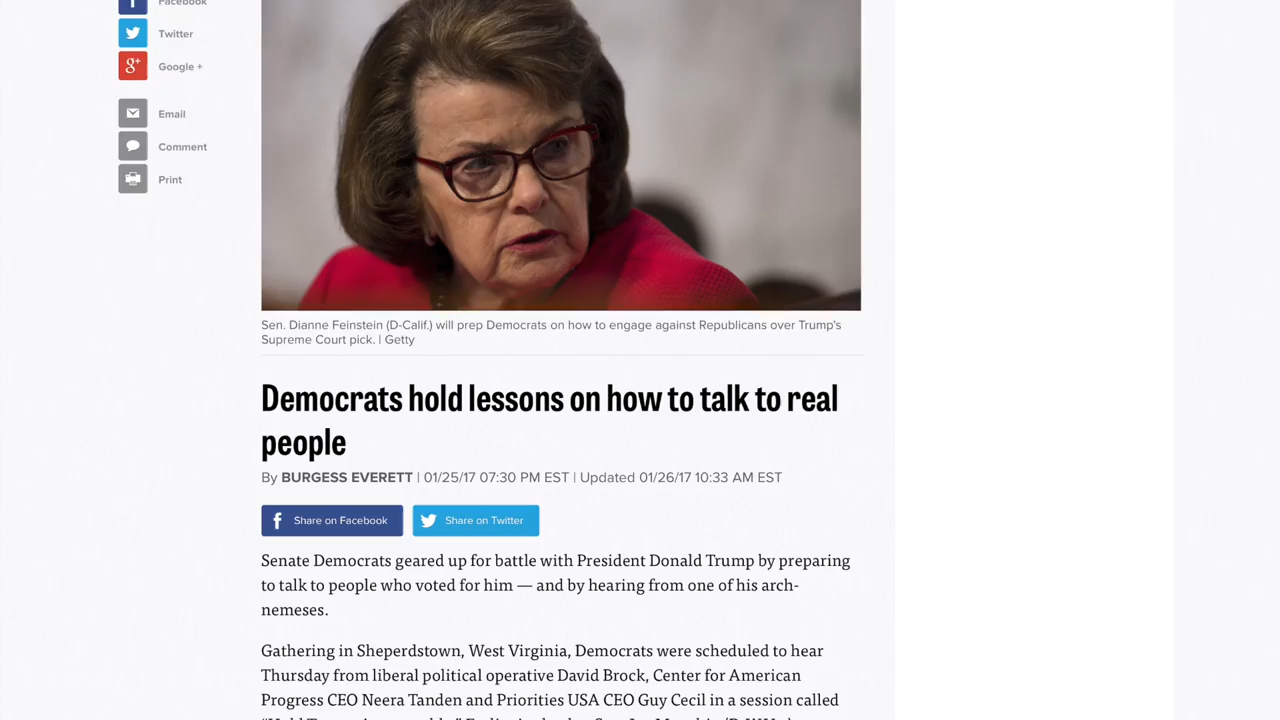 Facebook
Twitter
Google +
Email
Comment
Print
Sen. Dianne Feinstein (D-Calif.) will prep Democrats on how to engage against Republicans over Trump's
Supreme Court pick. | Getty
Democrats hold lessons on how to talk to real
people
By BURGESS EVERETT | 01/25/17 07:30 PM EST | Updated 01/26/17 10:33 AM EST
Share on Facebook
Share on Twitter
Senate Democrats geared up for battle with President Donald Trump by preparing
to talk to people who voted for him — and by hearing from one of his arch-
nemeses.
Gathering in Sheperdstown, West Virginia, Democrats were scheduled to hear
Thursday from liberal political operative David Brock, Center for American
Progress CEO Neera Tanden and Priorities USA CEO Guy Cecil in a session called